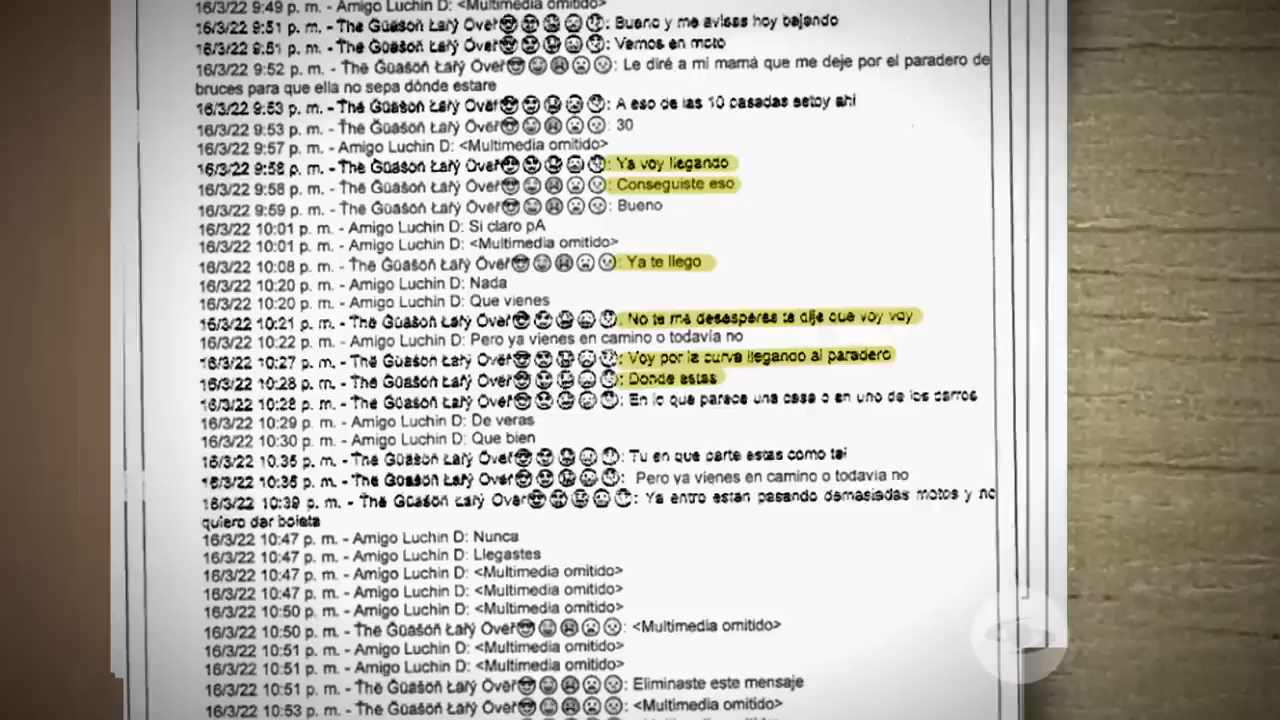 16/3/22 9:49 p. m. - Amigo Luchin D: <Multimedia omitido>
16/3/22 9:51 p. m. - The Guason Lary Over😎😊😫😦😗: Bueno y me avisas hoy bajando
16/3/22 9:51 p. m. - The Guason Lary Over😎😊😫😦😗: Vamos en moto
16/3/22 9:52 p. m. - The Guason Lary Over😎😊😫😦😗: Le diré a mi mamá que me deje por el paradero de
bruces para que ella no sepa dónde estare
16/3/22 9:53 p. m. - The Guason Lary Over😎😊😫😦😗: A eso de las 10 pasadas estoy ahí
16/3/22 9:53 p. m. - The Guason Lary Over😎😊😫😦😗: 30
16/3/22 9:57 p. m. - Amigo Luchin D: <Multimedia omitido>
16/3/22 9:58 p. m. - The Guason Lary Over😎😊😫😦😗: Ya voy llegando
16/3/22 9:58 p. m. - The Guason Lary Over😎😊😫😦😗: Conseguiste eso
16/3/22 9:59 p. m. - The Guason Lary Over😎😊😫😦😗: Bueno
16/3/22 10:01 p. m. - Amigo Luchin D: Si claro pA
16/3/22 10:01 p. m. - Amigo Luchin D: <Multimedia omitido>
16/3/22 10:08 p. m. - The Guason Lary Over😎😊😫😦😗: Ya te llego
16/3/22 10:20 p. m. - Amigo Luchin D: Nada
16/3/22 10:20 p. m. - Amigo Luchin D: Que vienes
16/3/22 10:21 p. m. - The Guason Lary Over😎😊😫😦😗: No te me desesperes te dije que voy voy
16/3/22 10:22 p. m. - Amigo Luchin D: Pero ya vienes en camino o todavía no
16/3/22 10:27 p. m. - The Guason Lary Over😎😊😫😦😗: Voy por la curva llegando al paradero
16/3/22 10:28 p. m. - The Guason Lary Over😎😊😫😦😗: Donde estas
16/3/22 10:28 p. m. - The Guason Lary Over😎😊😫😦😗: En lo que parece una casa o en uno de los carros
16/3/22 10:29 p. m. - Amigo Luchin D: De veras
16/3/22 10:30 p. m. - Amigo Luchin D: Que bien
16/3/22 10.35 p. m. - The Guason Lary Over😎😊😫😦😗: Tu en que parte estas como tal
16/3/22 10:35 p. m. - The Guason Lary Over😎😊😫😦😗: Pero ya vienes en camino o todavia no
16/3/22 10:39 p. m. - The Guason Lary Over😎😊😫😦😗: Ya entro estan pasando demasiadas motos y no
quiero dar boleta
16/3/22 10:47 p. m. - Amigo Luchin D: Nunca
16/3/22 10:47 p. m. - Amigo Luchin D: Llegastes
16/3/22 10:47 p. m. - Amigo Luchin D: <Multimedia omitido>
16/3/22 10:47 p. m. - Amigo Luchin D: <Multimedia omitido>
16/3/22 10:50 p. m. - Amigo Luchin D: <Multimedia omitido>
16/3/22 10:50 p. m. - The Guason Lary Over😎😊😫😦😗: <Multimedia omitido>
16/3/22 10:51 p. m. - Amigo Luchin D: <Multimedia omitido>
16/3/22 10:51 p. m. - Amigo Luchin D: <Multimedia omitido>
16/3/22 10:51 p. m. - The Guason Lary Over😎😊😫😦😗: Eliminaste este mensaje
16/3/22 10:53 p. m. - The Guason Lary Over😎😊😫😦😗: <Multimedia omitido>